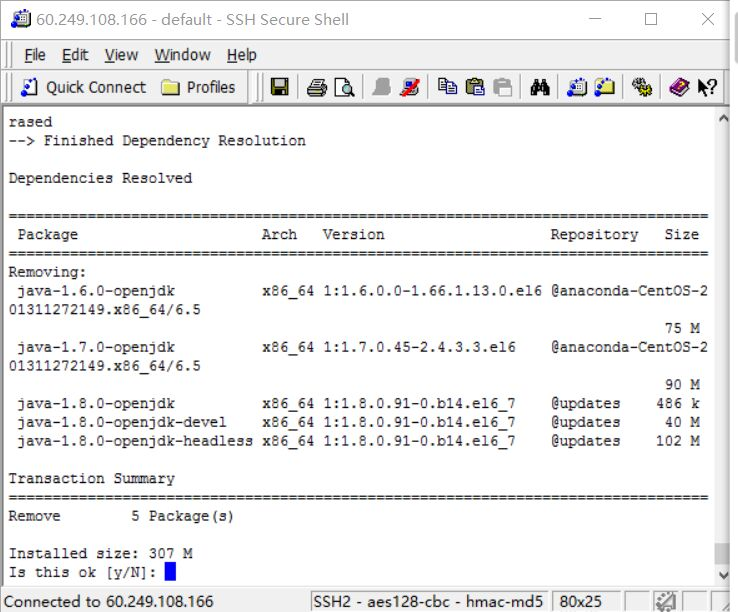 60.249.108.166 - default - SSH Secure Shell
File Edit View Window Help
Quick Connect Profiles
rased
--> Finished Dependency Resolution
Dependencies Resolved
================================================================================
Package Arch Version Repository Size
================================================================================
Removing:
java-1.6.0-openjdk x86_64 1:1.6.0.0-1.66.1.13.0.el6 @anaconda-CentOS-2
01311272149.x86_64/6.5
75 M
java-1.7.0-openjdk x86_64 1:1.7.0.45-2.4.3.3.el6 @anaconda-CentOS-2
01311272149.x86_64/6.5
90 M
java-1.8.0-openjdk x86_64 1:1.8.0.91-0.b14.el6_7 @updates 486 k
java-1.8.0-openjdk-devel x86_64 1:1.8.0.91-0.b14.el6_7 @updates 40 M
java-1.8.0-openjdk-headless x86_64 1:1.8.0.91-0.b14.el6_7 @updates 102 M
Transaction Summary
================================================================================
Remove 5 Package(s)
Installed size: 307 M
Is this ok [y/N]:
Connected to 60.249.108.166 SSH2 - aes128-cbc - hmac-md5 80x25